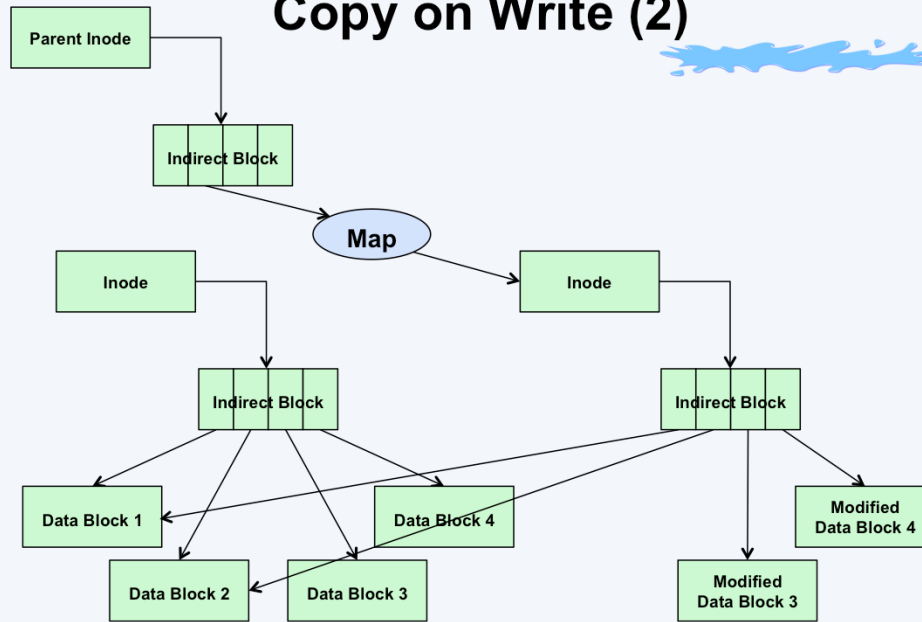 Copy on Write (2)
Parent Inode
Indirect Block
Map
Inode
Inode
Indirect Block
Indirect Block
Data Block 1
Data Block 4
Modified
Data Block 4
Data Block 2
Data Block 3
Modified
Data Block 3